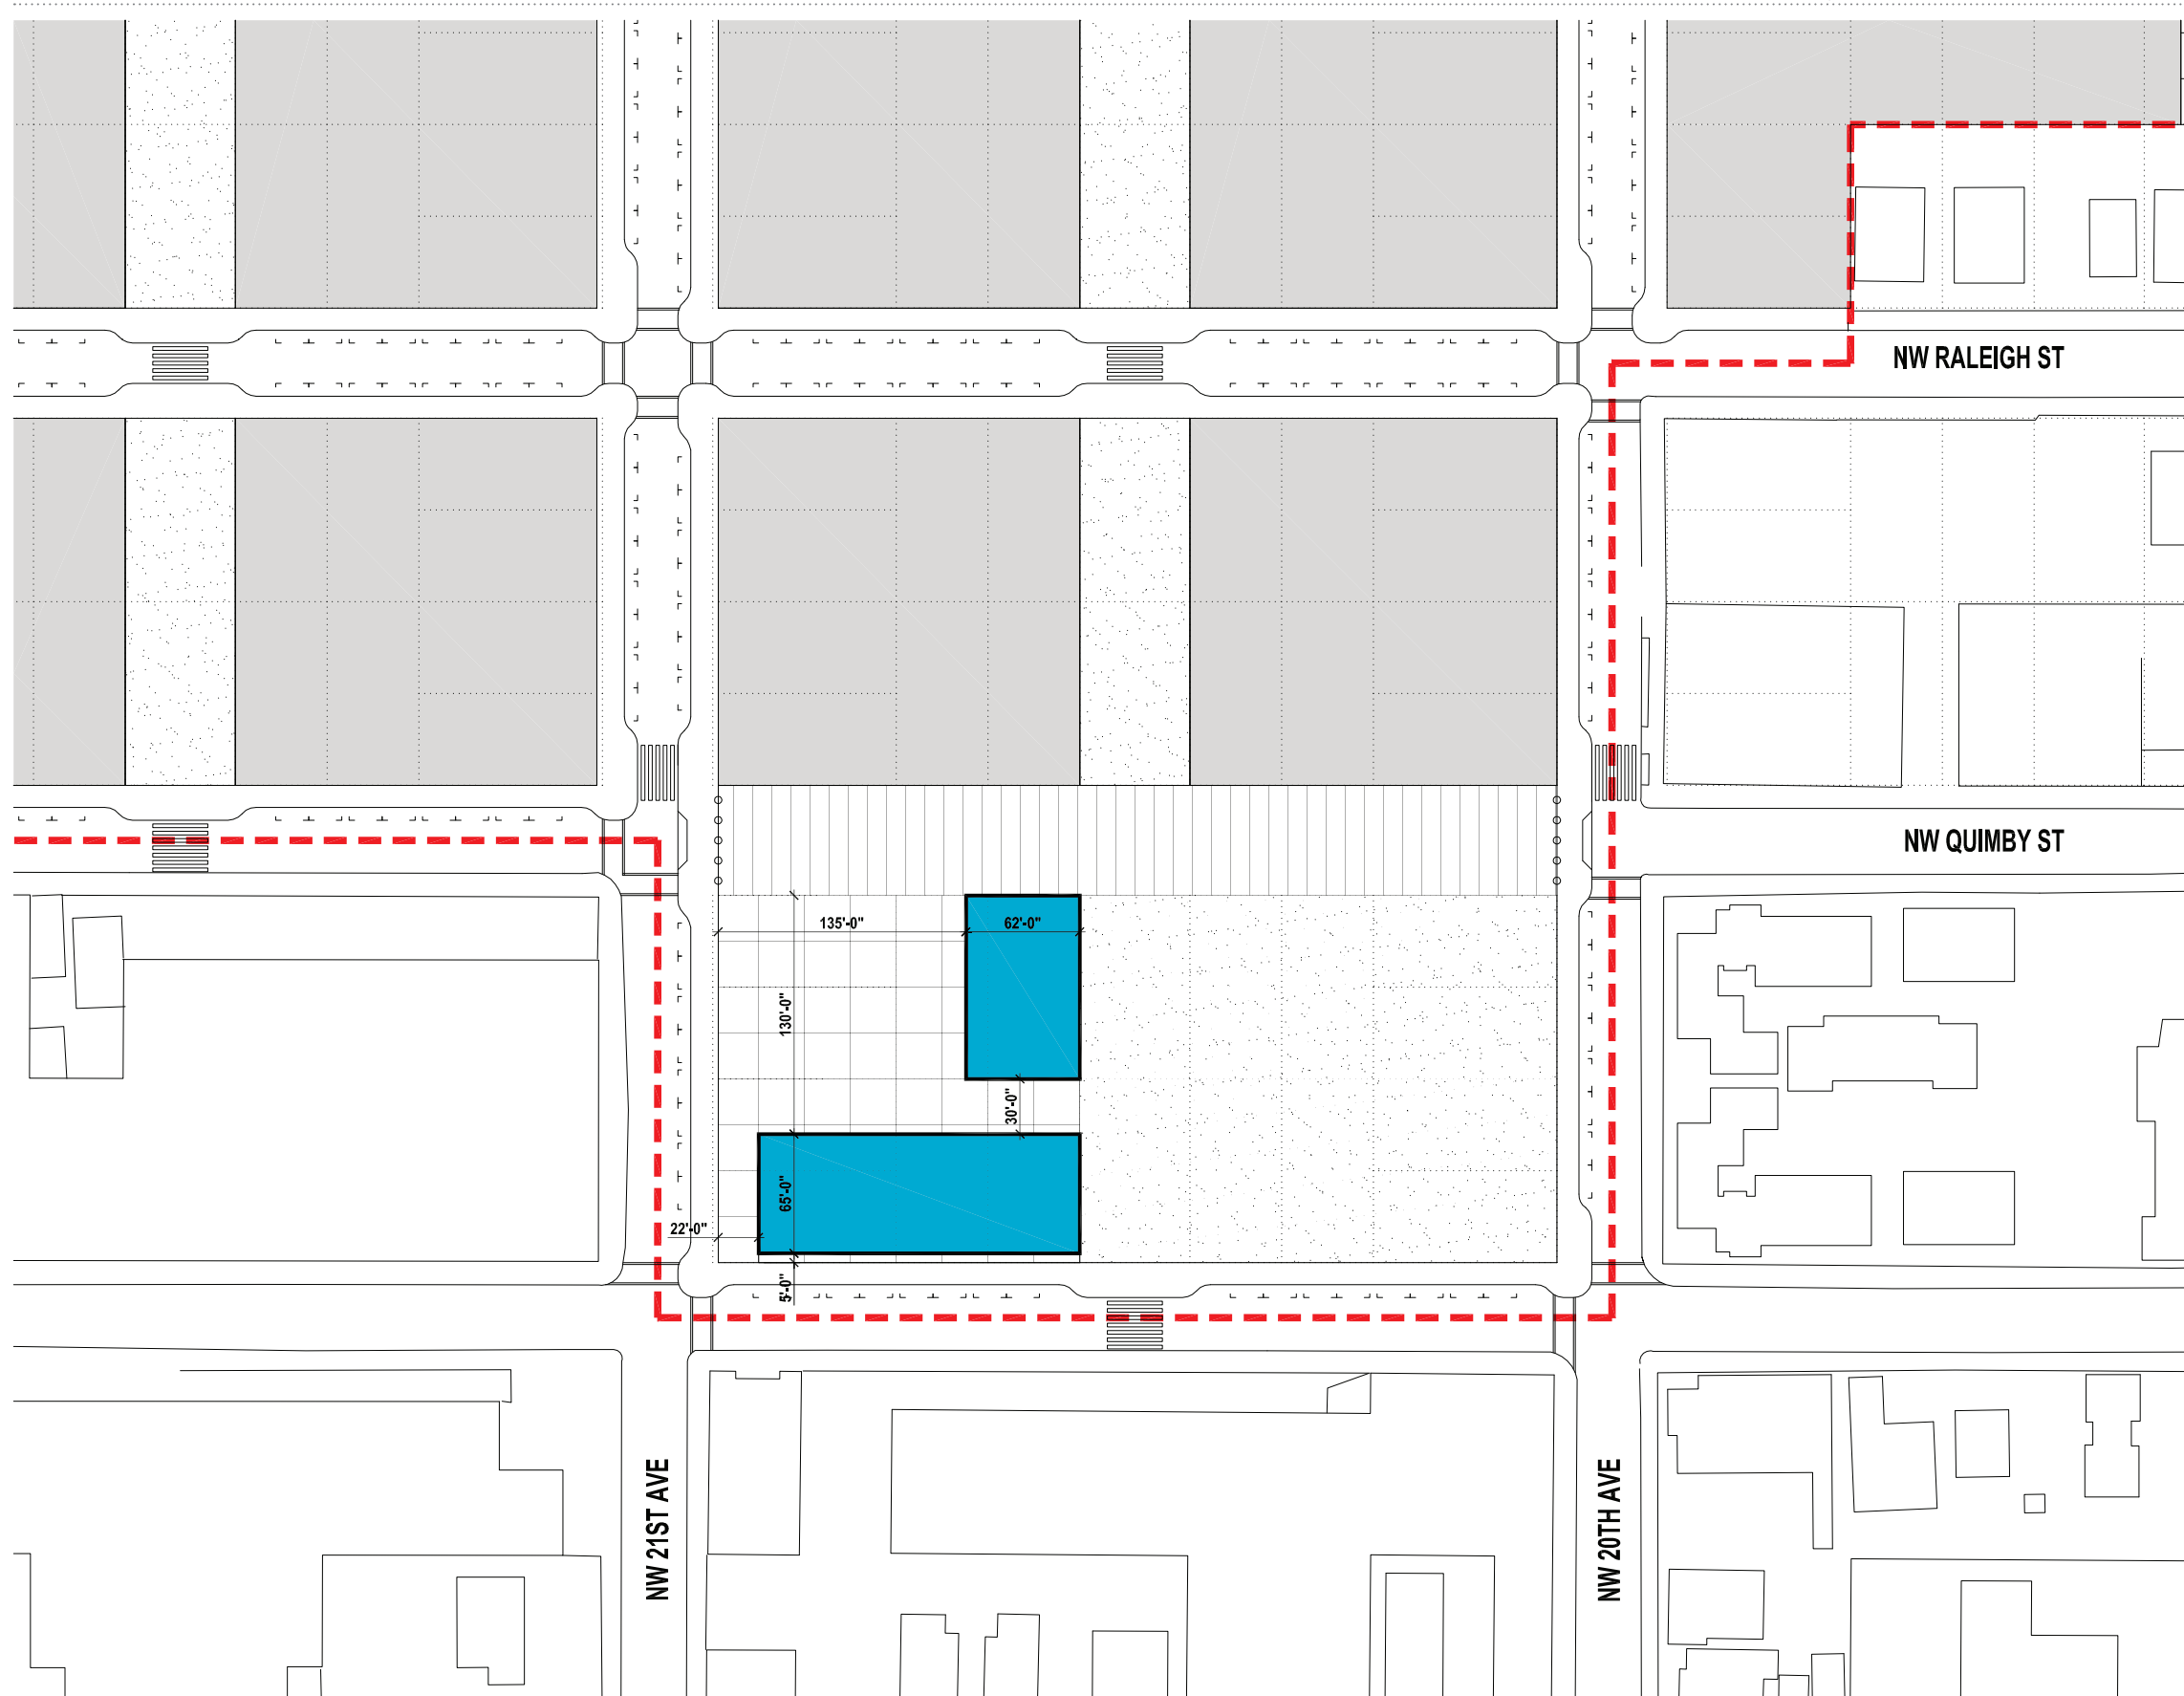 NW RALEIGH ST
NW QUIMBY ST
135'-0"
62'-0"
130'-0"
30'-0"
65'-0"
22'-0"
5'-0"
NW 21ST AVE
NW 20TH AVE